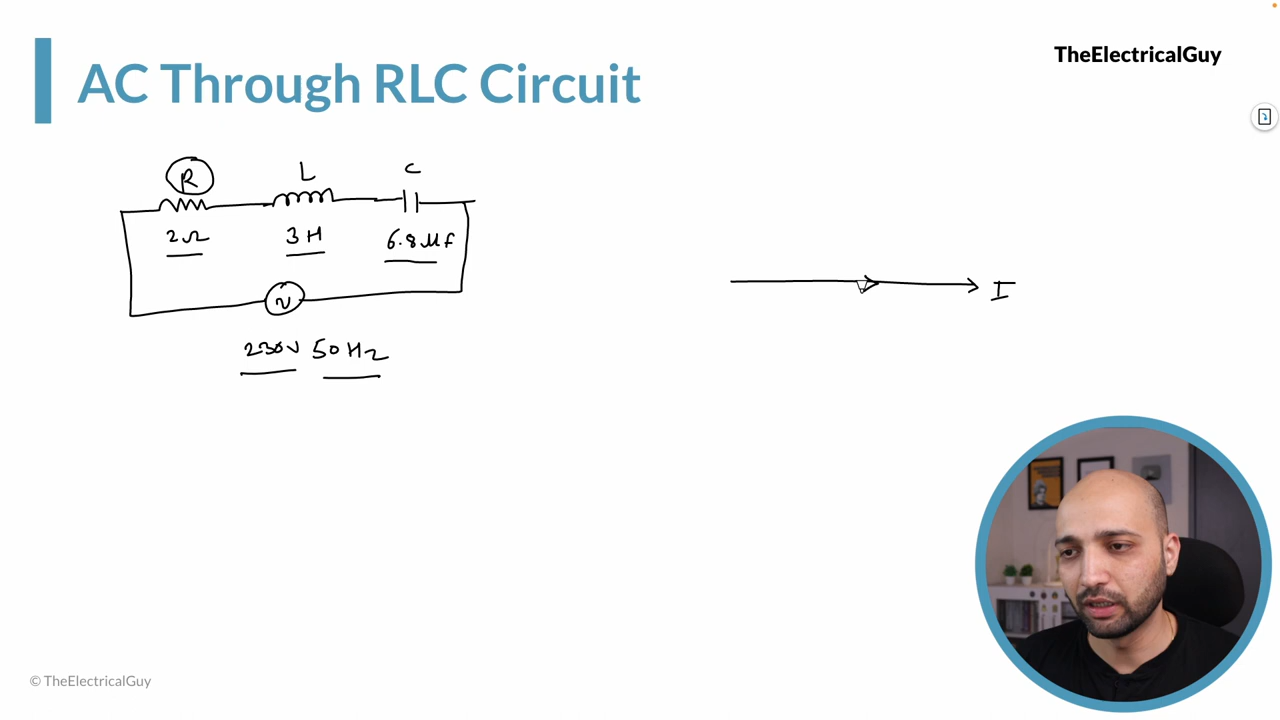 TheElectricalGuy
AC Through RLC Circuit
R L C
2Ω 3H 6.8μf
230V 50Hz
I
© TheElectricalGuy